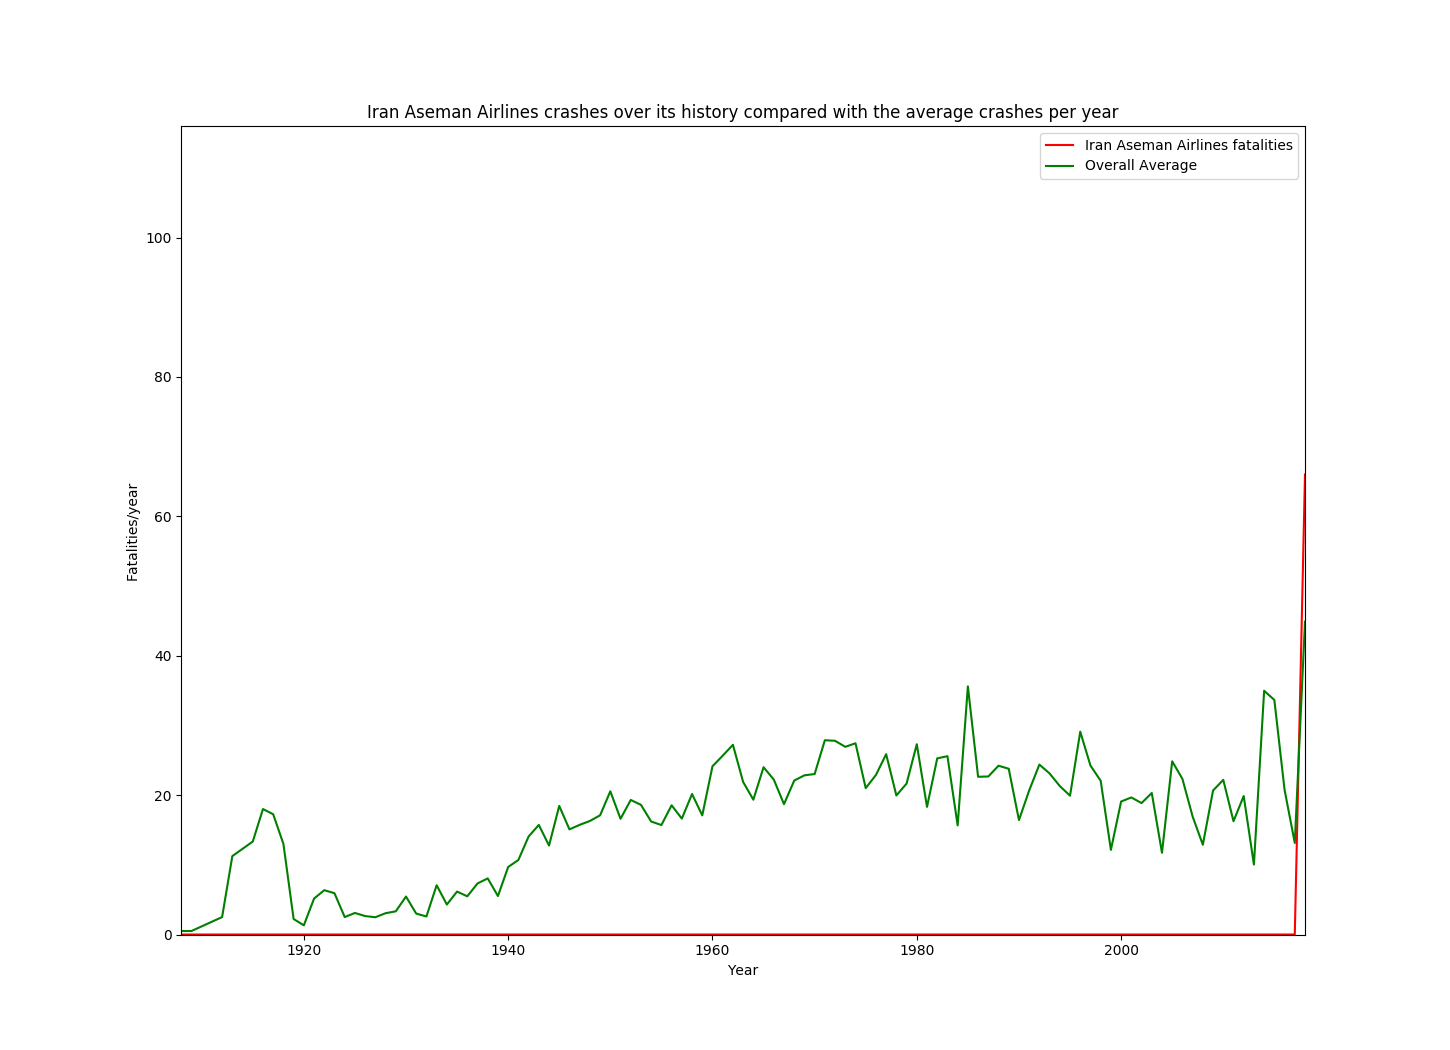 Iran Aseman Airlines crashes over its history compared with the average crashes per year
Iran Aseman Airlines fatalities
Overall Average
100
80
60
40
20
0
Fatalities/year
1920 1940 1960 1980 2000
Year